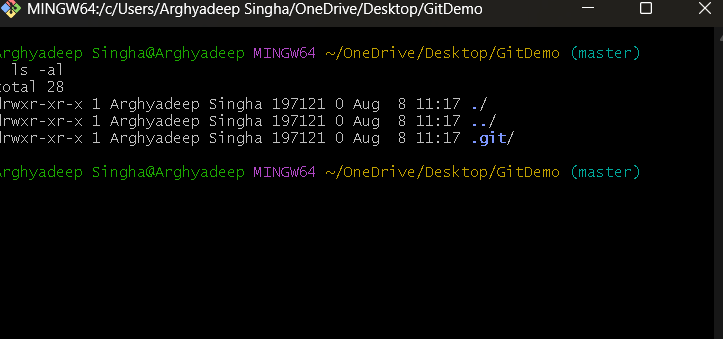 MINGW64:/c/Users/Arghyadeep Singha/OneDrive/Desktop/GitDemo
Arghyadeep Singha@Arghyadeep MINGW64 ~/OneDrive/Desktop/GitDemo (master)
ls -al
total 28
drwxr-xr-x 1 Arghyadeep Singha 197121 0 Aug  8 11:17 ./
drwxr-xr-x 1 Arghyadeep Singha 197121 0 Aug  8 11:17 ../
drwxr-xr-x 1 Arghyadeep Singha 197121 0 Aug  8 11:17 .git/
Arghyadeep Singha@Arghyadeep MINGW64 ~/OneDrive/Desktop/GitDemo (master)